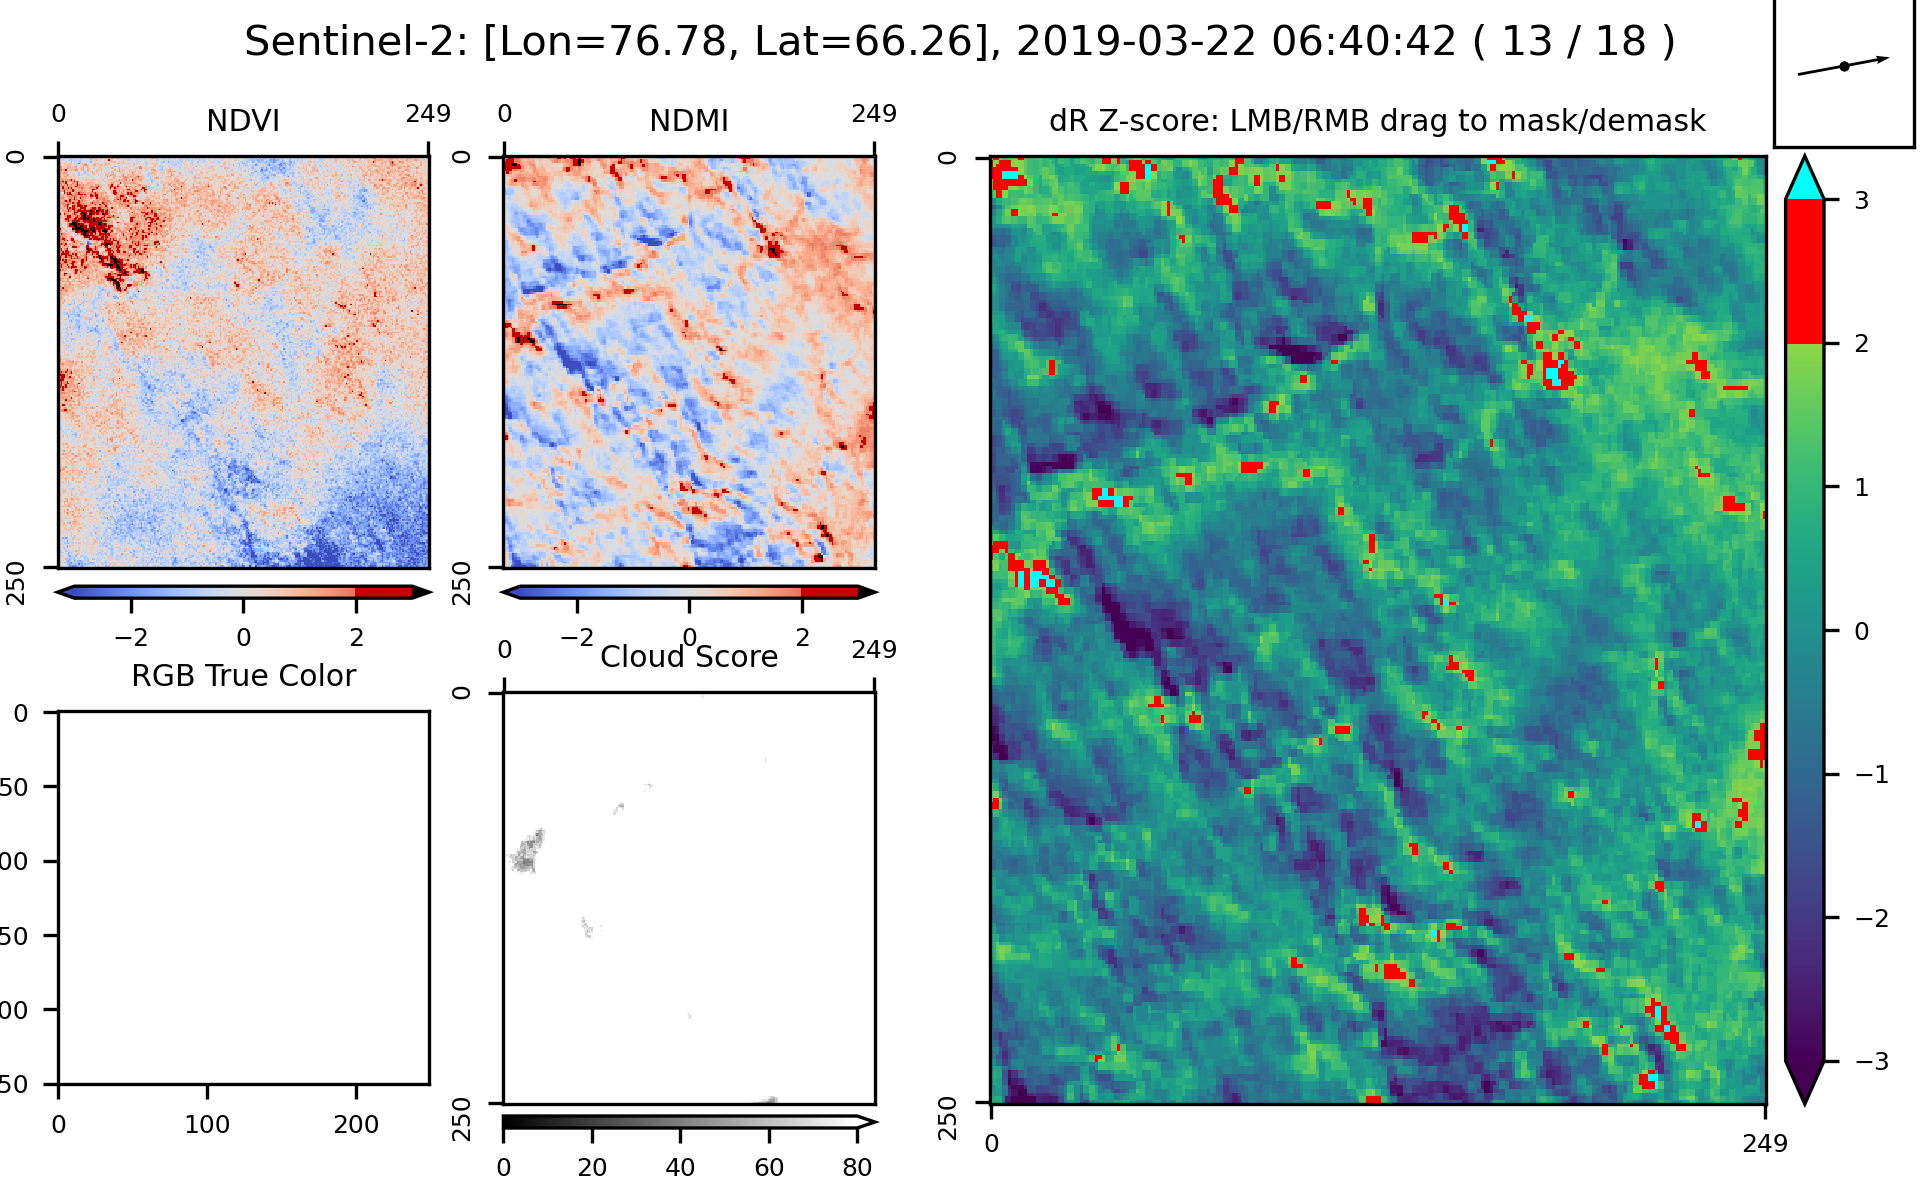 Sentinel-2: [Lon=76.78, Lat=66.26], 2019-03-22 06:40:42 ( 13 / 18 )
0 NDVI 249
0
250
−2 0 2
0 NDMI 249
0
250
−2 0 2
dR Z-score: LMB/RMB drag to mask/demask
0
250
0 249
3
2
1
0
−1
−2
−3
RGB True Color
0
50
00
50
00
50
0 100 200
0 Cloud Score 249
0
250
0 20 40 60 80